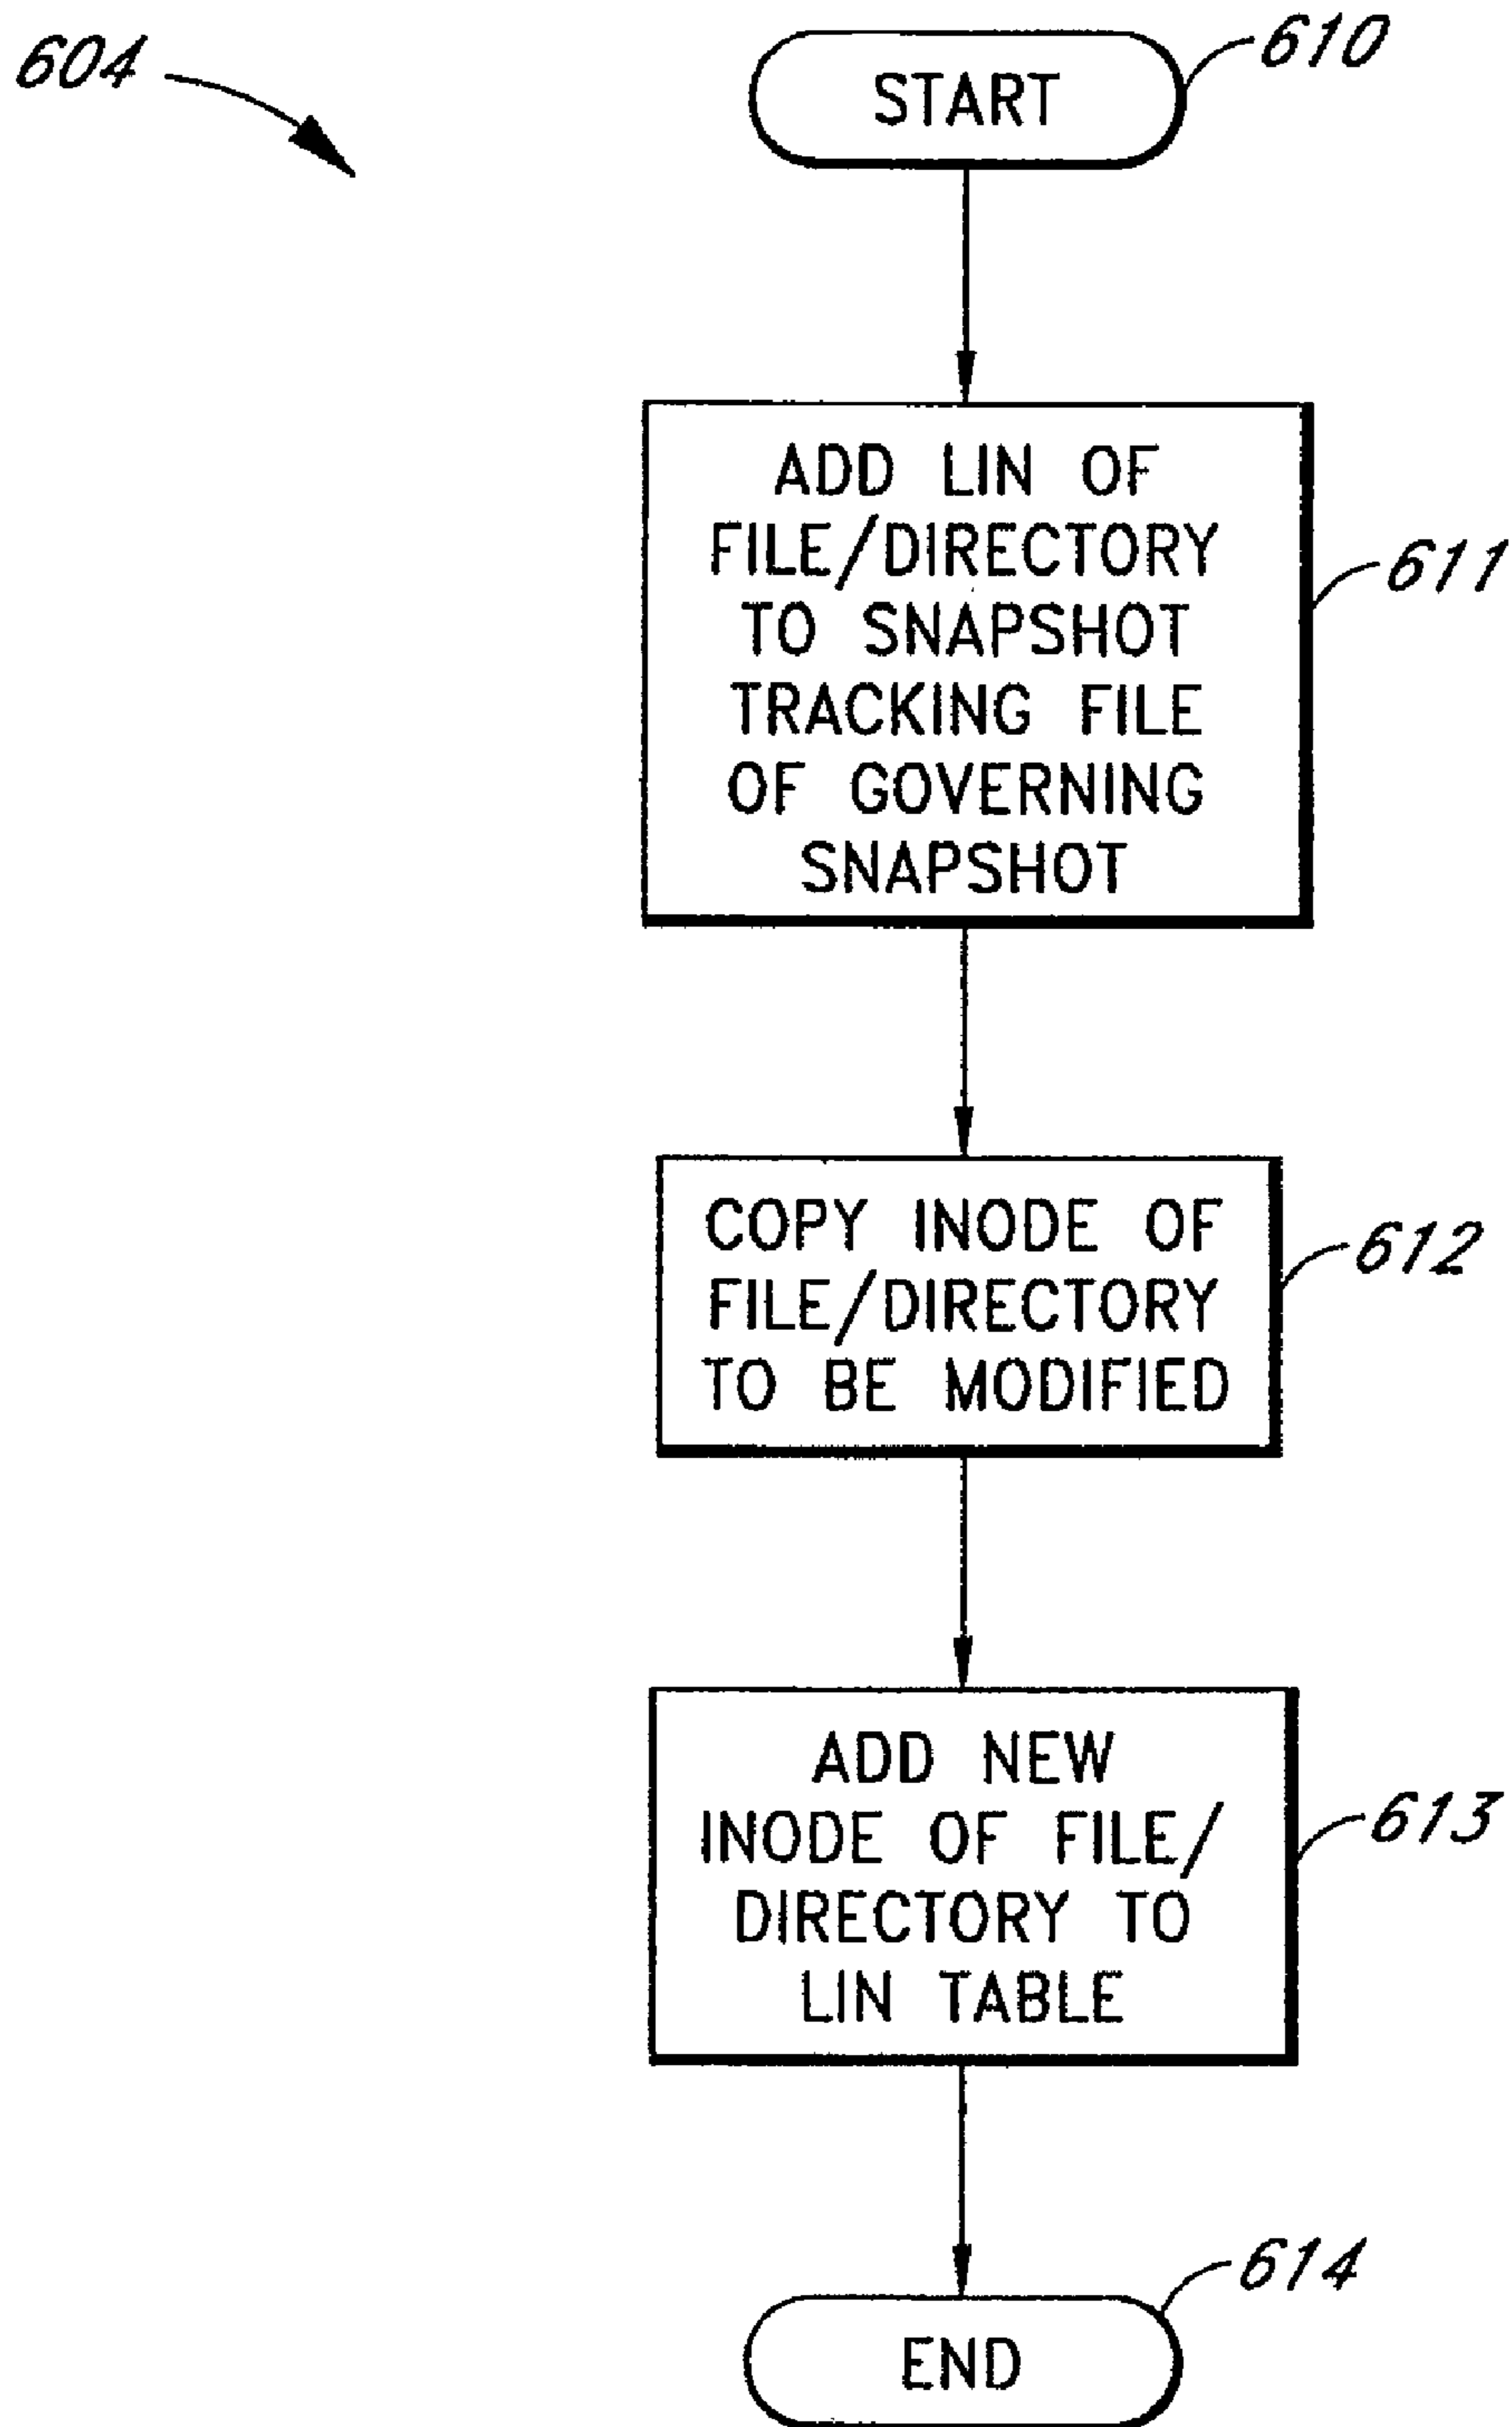 604
610
START
ADD LIN OF
FILE/DIRECTORY
TO SNAPSHOT
TRACKING FILE
OF GOVERNING
SNAPSHOT
611
COPY INODE OF
FILE/DIRECTORY
TO BE MODIFIED
612
ADD NEW
INODE OF FILE/
DIRECTORY TO
LIN TABLE
613
614
END